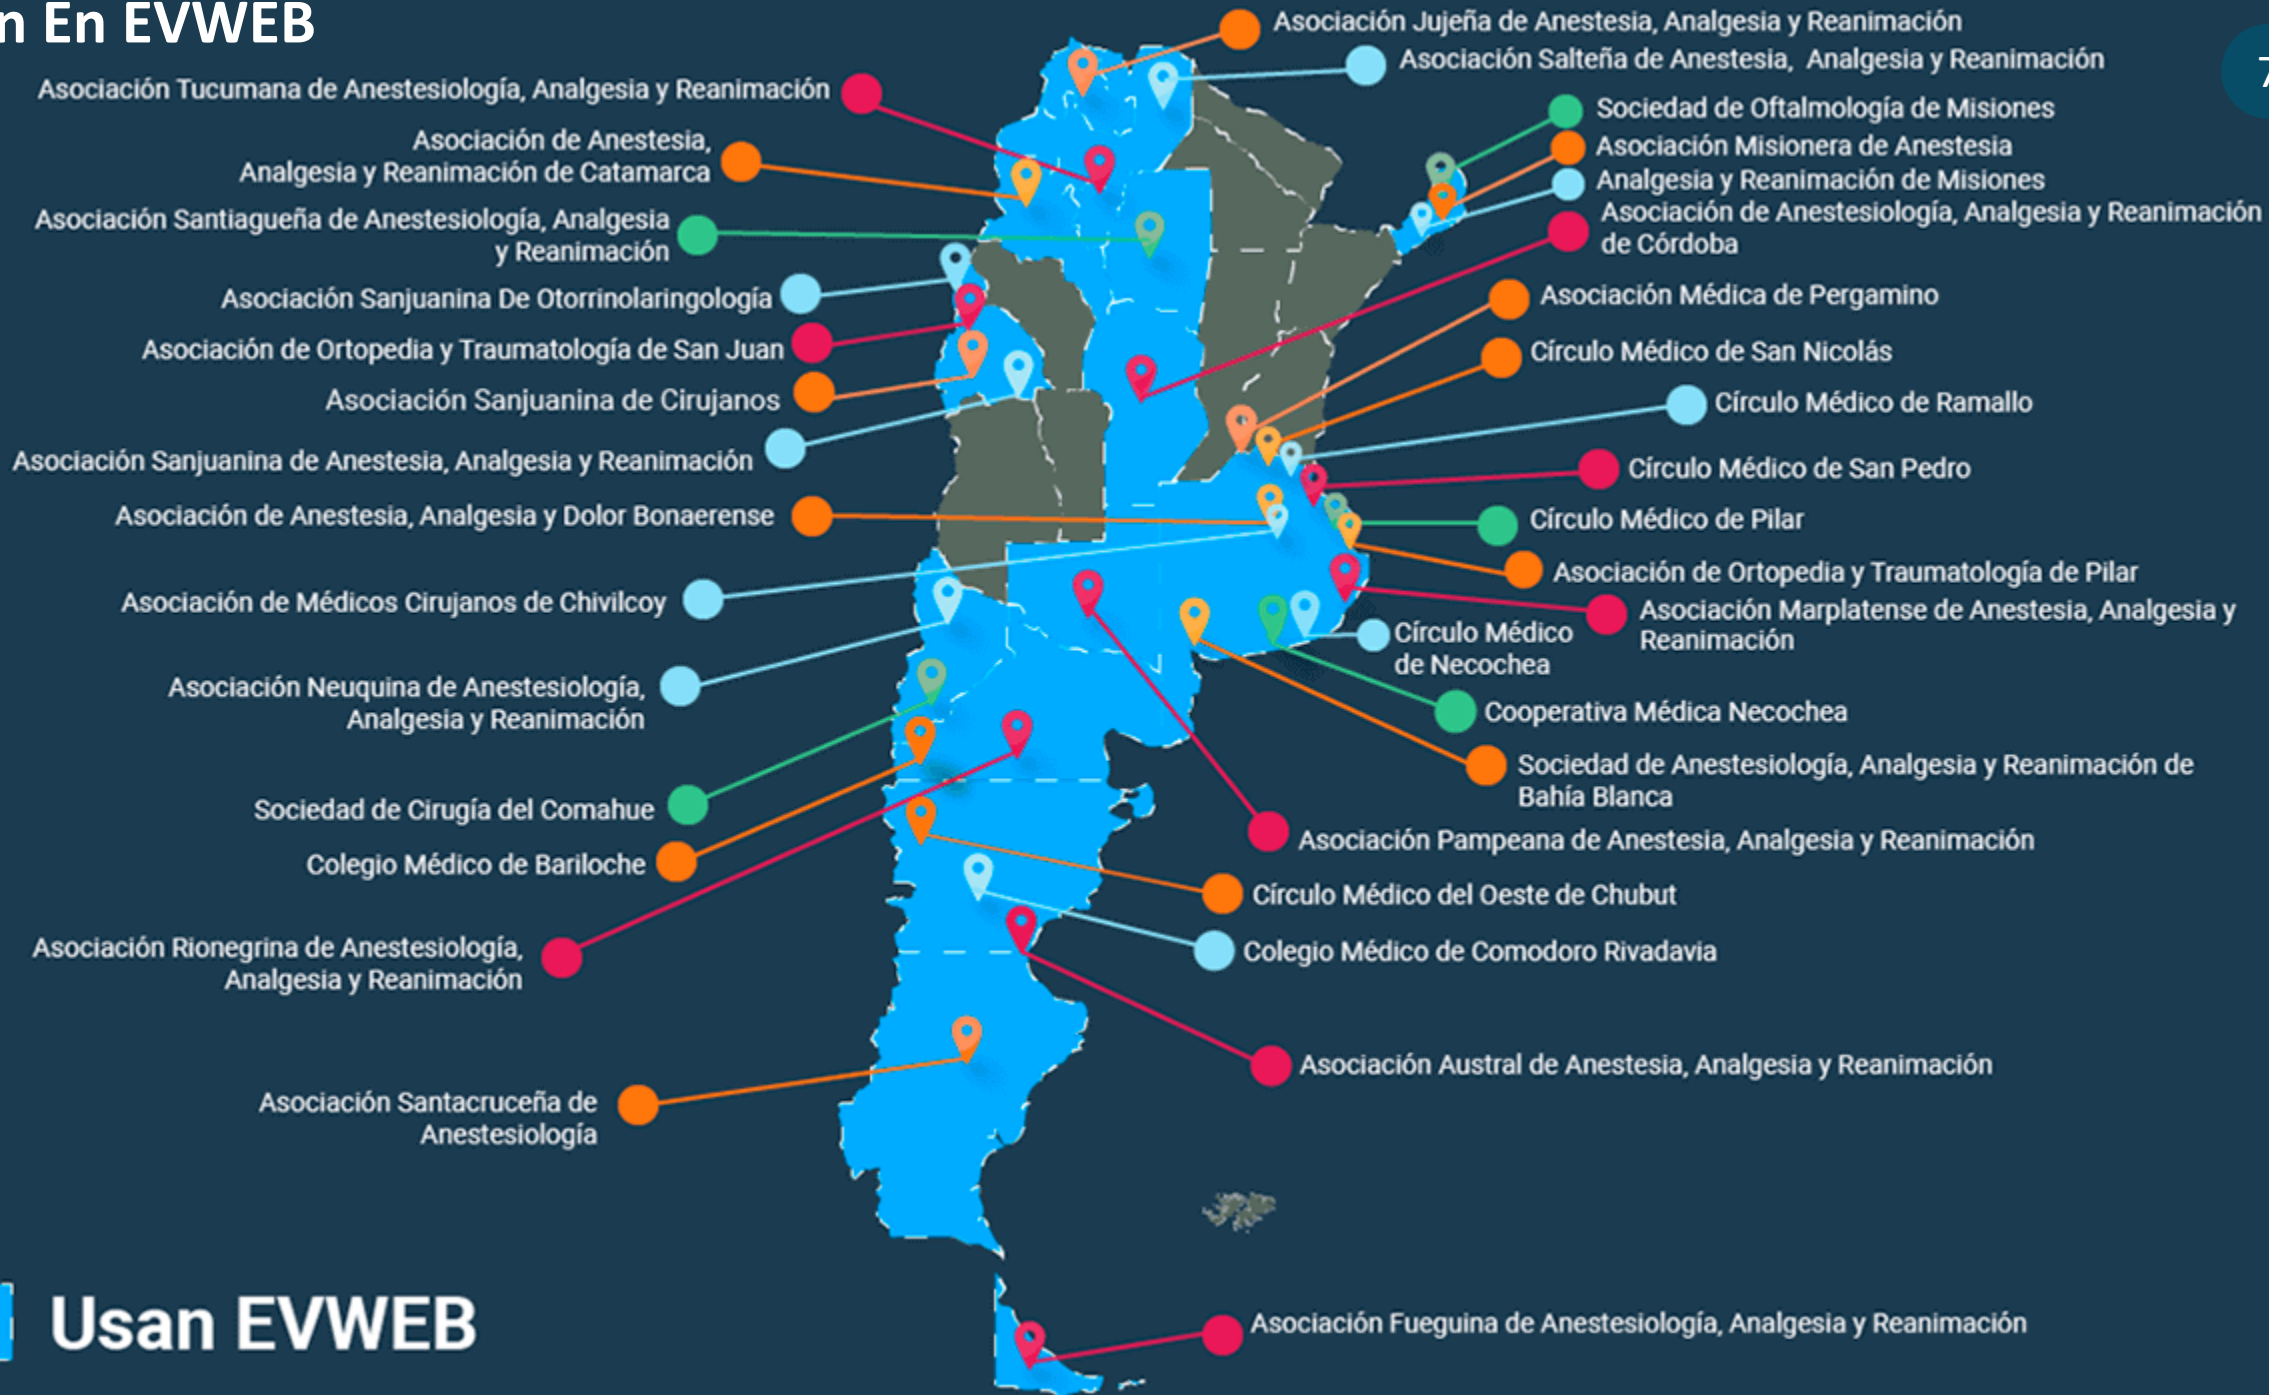 n En EVWEB
7
Asociación Jujeña de Anestesia, Analgesia y Reanimación
Asociación Salteña de Anestesia, Analgesia y Reanimación
Asociación Tucumana de Anestesiología, Analgesia y Reanimación
Asociación de Anestesia,
Analgesia y Reanimación de Catamarca
Asociación Santiagueña de Anestesiología, Analgesia
y Reanimación
Asociación Sanjuanina De Otorrinolaringología
Asociación de Ortopedia y Traumatología de San Juan
Asociación Sanjuanina de Cirujanos
Asociación Sanjuanina de Anestesia, Analgesia y Reanimación
Asociación de Anestesia, Analgesia y Dolor Bonaerense
Asociación de Médicos Cirujanos de Chivilcoy
Asociación Neuquina de Anestesiología,
Analgesia y Reanimación
Sociedad de Cirugía del Comahue
Colegio Médico de Bariloche
Asociación Rionegrina de Anestesiología,
Analgesia y Reanimación
Asociación Santacruceña de
Anestesiología
Sociedad de Oftalmología de Misiones
Asociación Misionera de Anestesia
Analgesia y Reanimación de Misiones
Asociación de Anestesiología, Analgesia y Reanimación
de Córdoba
Asociación Médica de Pergamino
Círculo Médico de San Nicolás
Círculo Médico de Ramallo
Círculo Médico de San Pedro
Círculo Médico de Pilar
Asociación de Ortopedia y Traumatología de Pilar
Asociación Marplatense de Anestesia, Analgesia y
Reanimación
Círculo Médico
de Necochea
Cooperativa Médica Necochea
Sociedad de Anestesiología, Analgesia y Reanimación de
Bahía Blanca
Asociación Pampeana de Anestesia, Analgesia y Reanimación
Círculo Médico del Oeste de Chubut
Colegio Médico de Comodoro Rivadavia
Asociación Austral de Anestesia, Analgesia y Reanimación
Asociación Fueguina de Anestesiología, Analgesia y Reanimación
Usan EVWEB